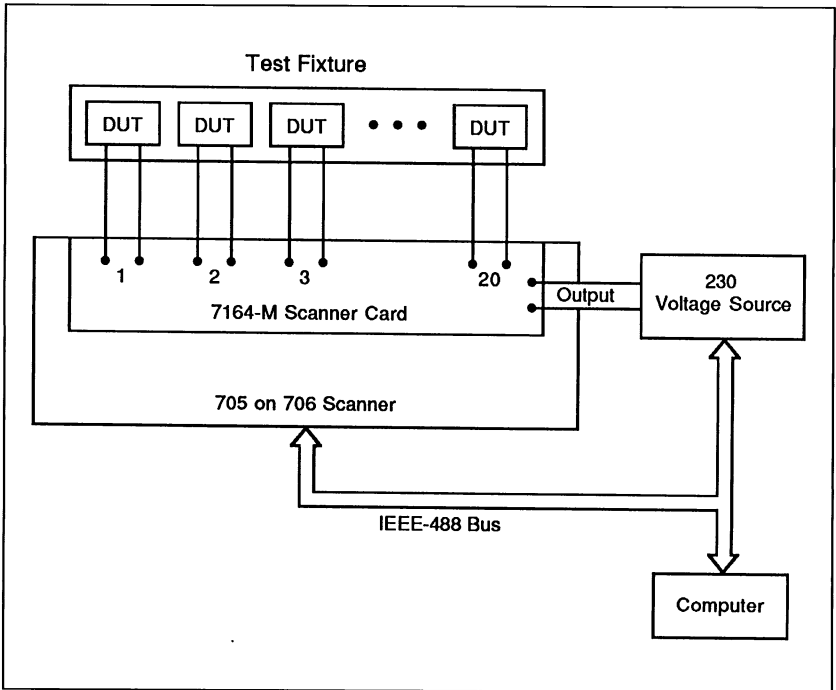 Test Fixture
DUT DUT DUT • • • DUT
1 2 3 20
7164-M Scanner Card
Output
230
Voltage Source
705 on 706 Scanner
IEEE-488 Bus
Computer